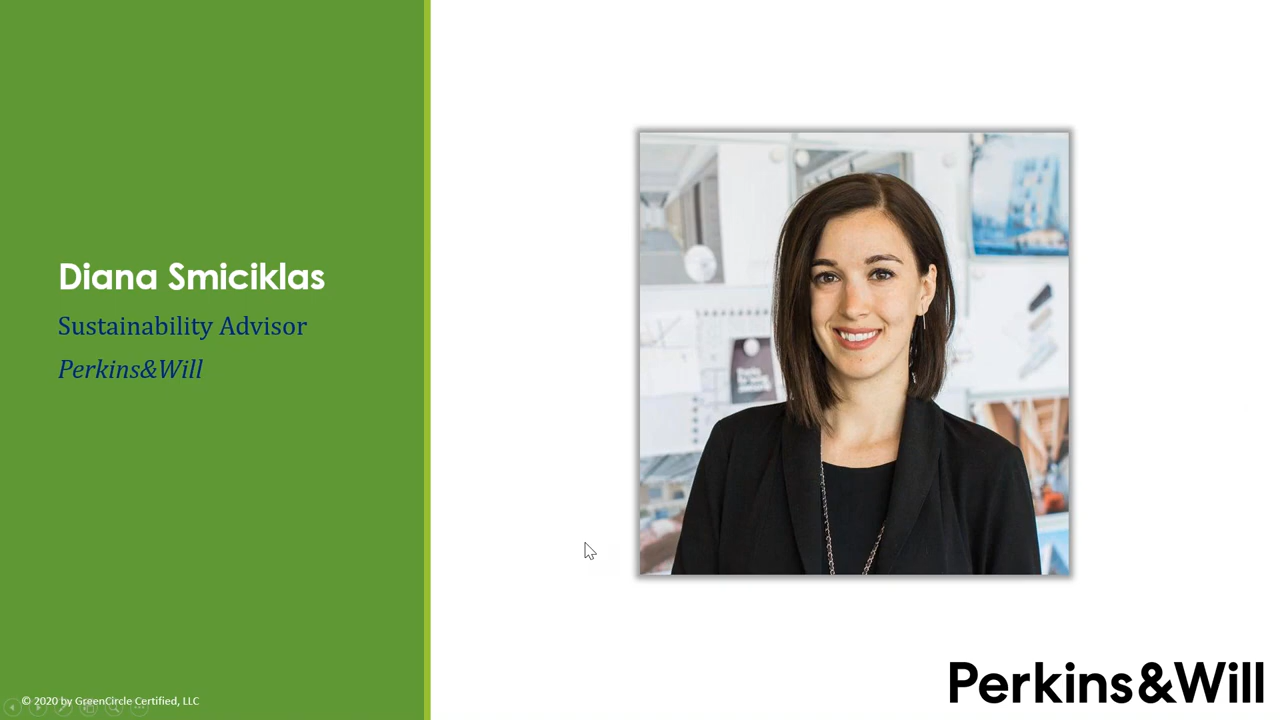 Diana Smiciklas
Sustainability Advisor
Perkins&Will
Perkins&Will
© 2020 by GreenCircle Certified, LLC